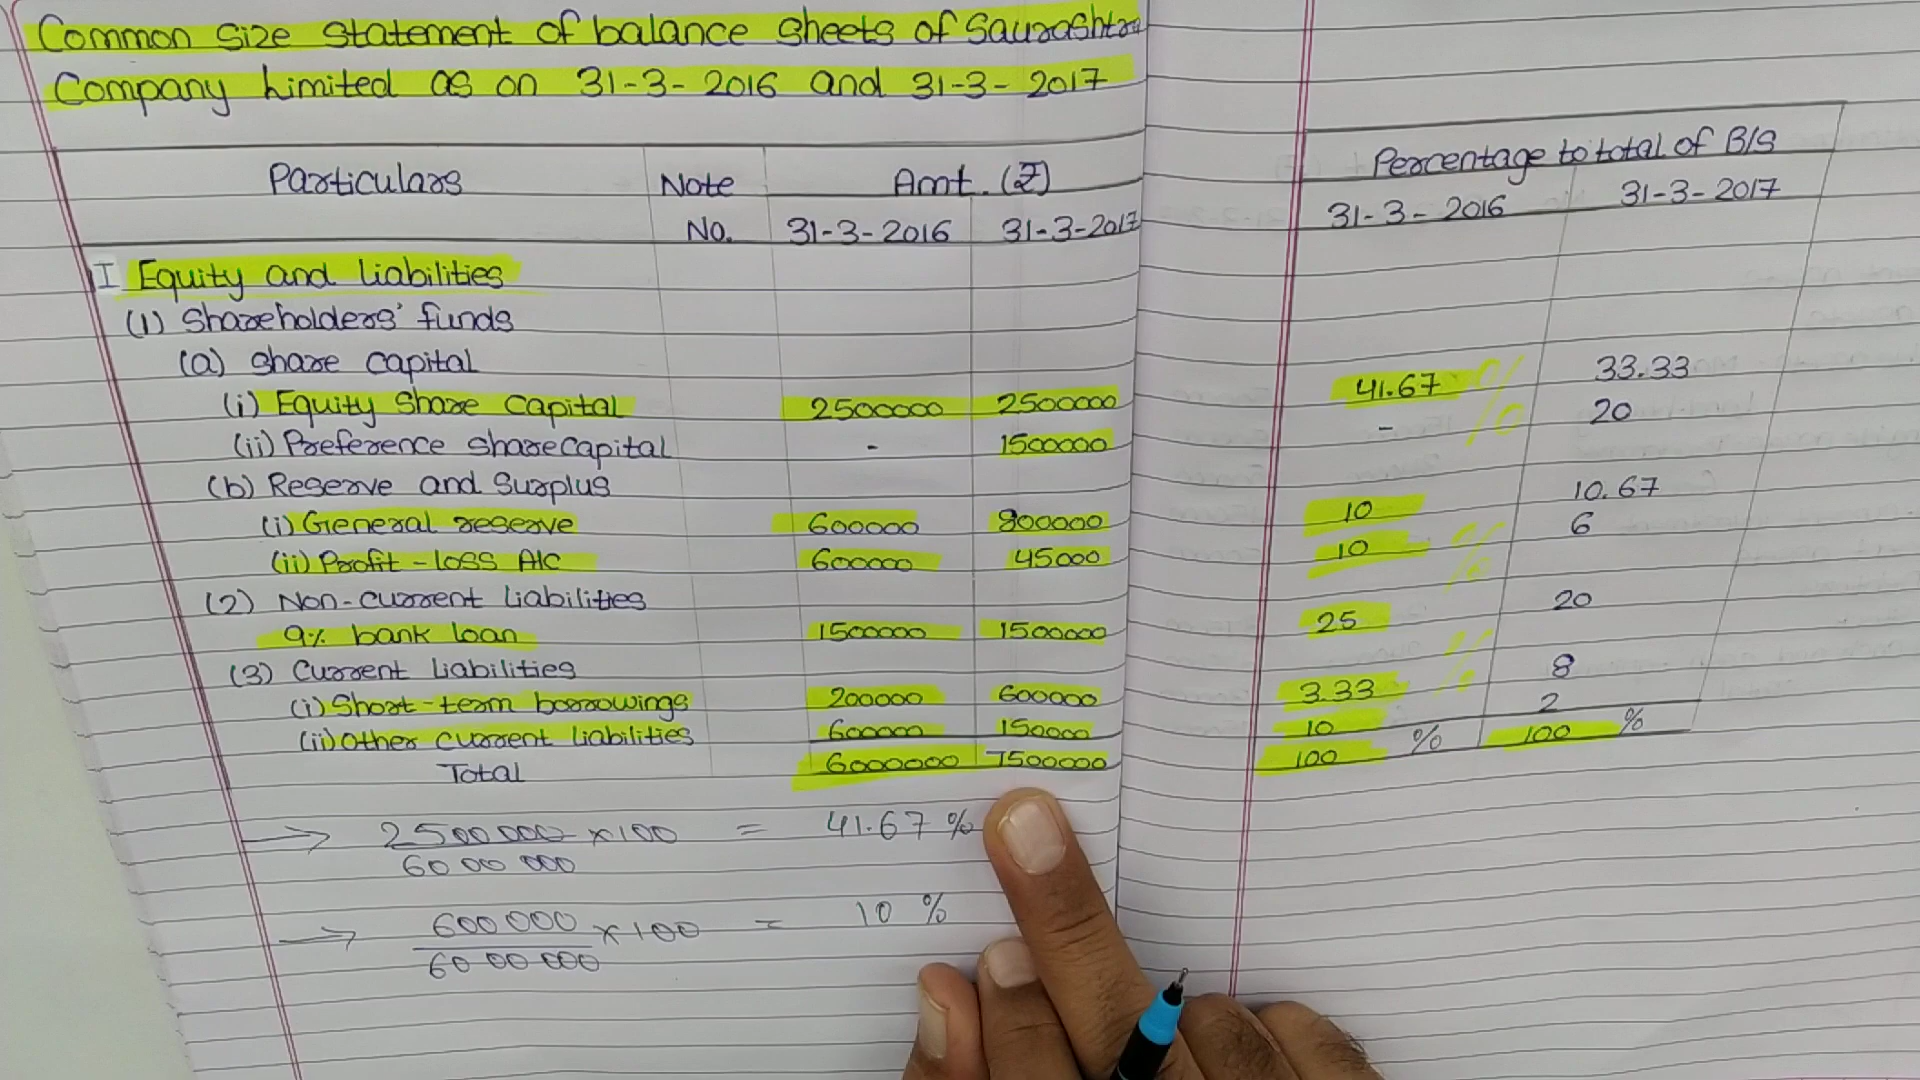 Common size statement of balance sheets of Saurashtra
Company Limited as on 31-3-2016 and 31-3-2017
Particulars Note No. Amt. (₹) Percentage to total of B/S
31-3-2016 31-3-2017 31-3-2016 31-3-2017
I Equity and liabilities
(1) Shareholders' funds
(a) share capital
(i) Equity Share Capital 2500000 2500000 41.67 % 33.33
(ii) Preference share capital - 1500000 - % 20
(b) Reserve and Surplus
(i) General reserve 600000 800000 10 % 10.67
(ii) Profit-loss A/C 600000 45000 10 % 6
(2) Non-current liabilities
9% bank loan 1500000 1500000 25 % 20
(3) Current liabilities
(i) Short-term borrowings 200000 600000 3.33 % 8
(ii) Other current liabilities 600000 150000 10 2
Total 6000000 7500000 100 % 100 %
→ 2500000 × 100 = 41.67 %
6000000
→ 600000 × 100 = 10 %
6000000